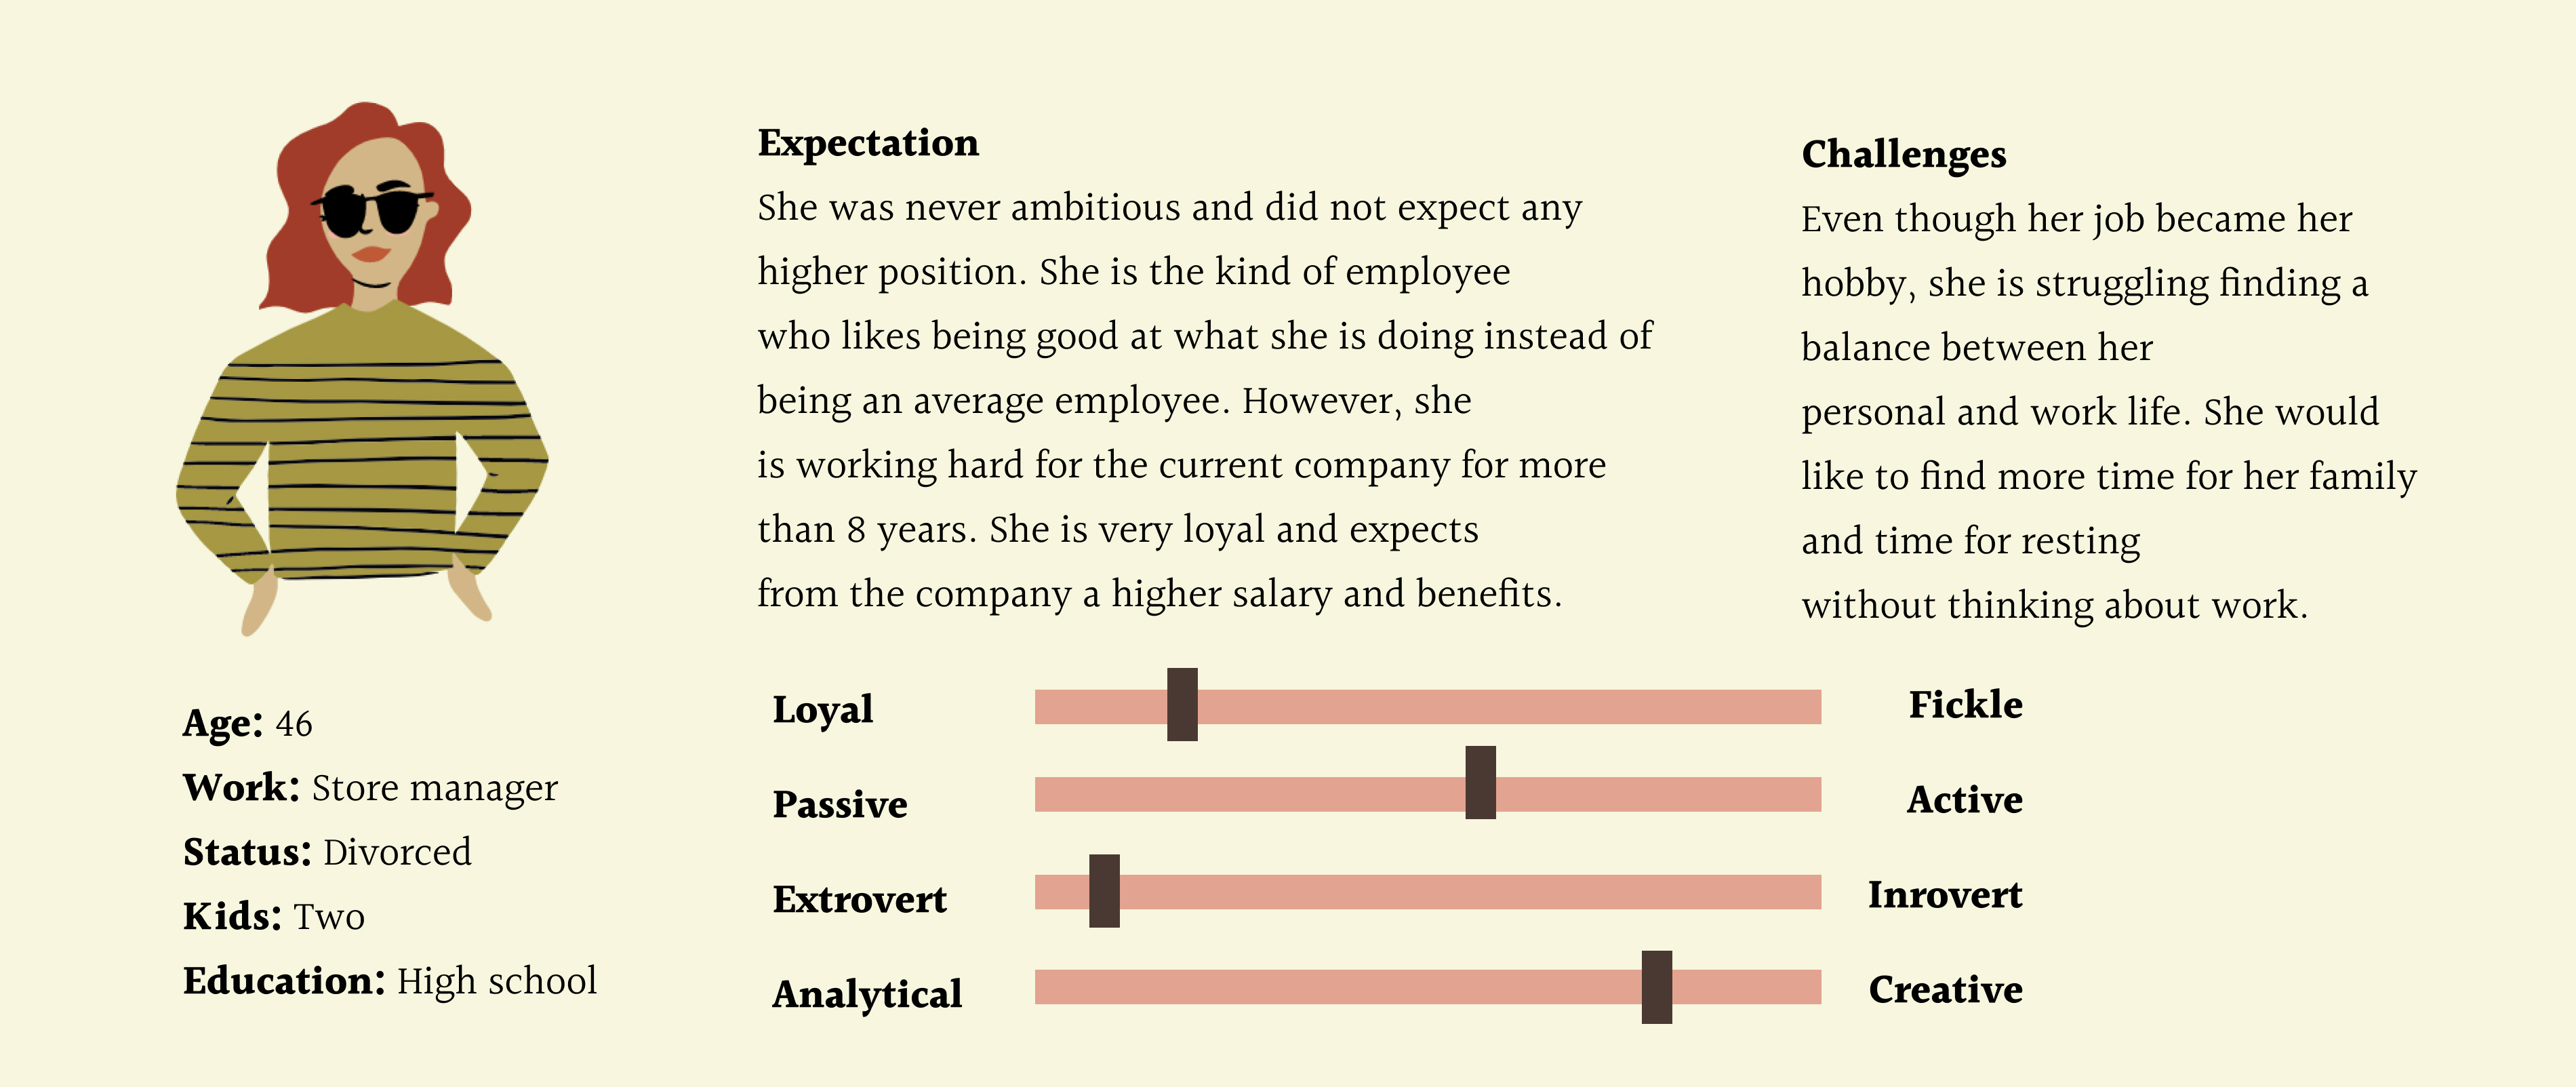 Expectation
She was never ambitious and did not expect any
higher position. She is the kind of employee
who likes being good at what she is doing instead of
being an average employee. However, she
is working hard for the current company for more
than 8 years. She is very loyal and expects
from the company a higher salary and benefits.
Challenges
Even though her job became her
hobby, she is struggling finding a
balance between her
personal and work life. She would
like to find more time for her family
and time for resting
without thinking about work.
Age: 46
Work: Store manager
Status: Divorced
Kids: Two
Education: High school
Loyal Fickle
Passive Active
Extrovert Inrovert
Analytical Creative